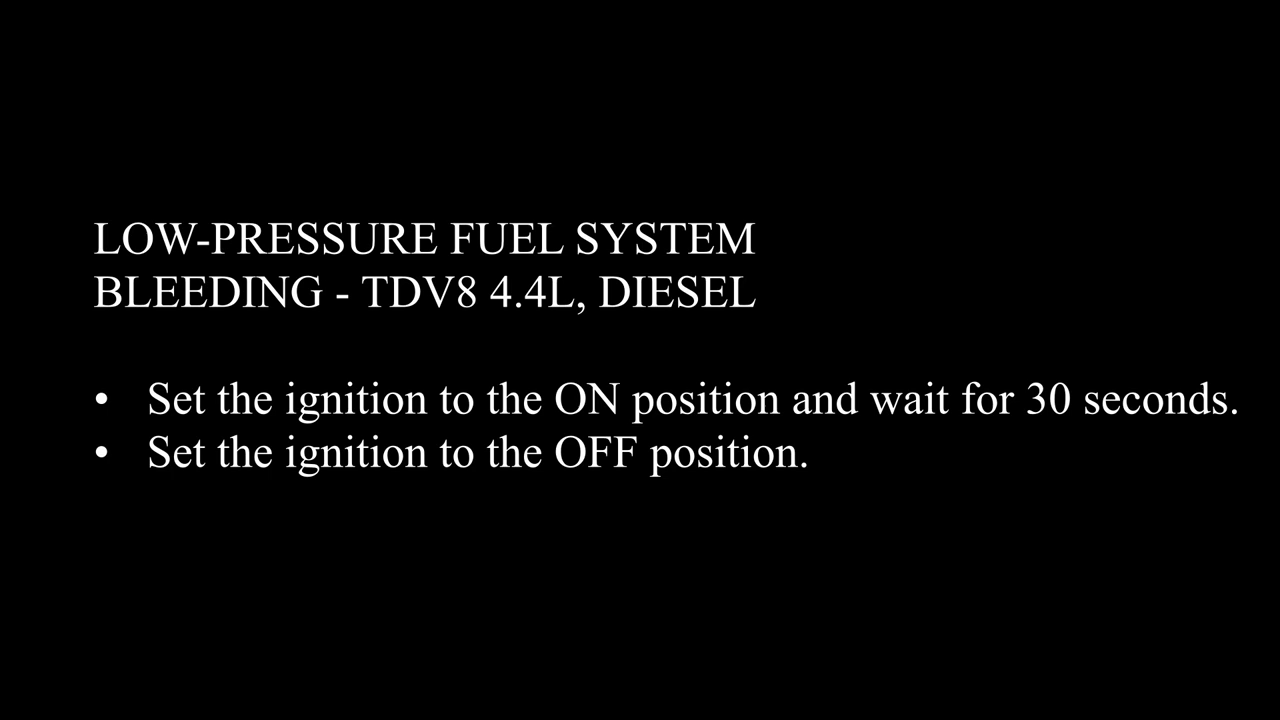 LOW-PRESSURE FUEL SYSTEM
BLEEDING - TDV8 4.4L, DIESEL
• Set the ignition to the ON position and wait for 30 seconds.
• Set the ignition to the OFF position.